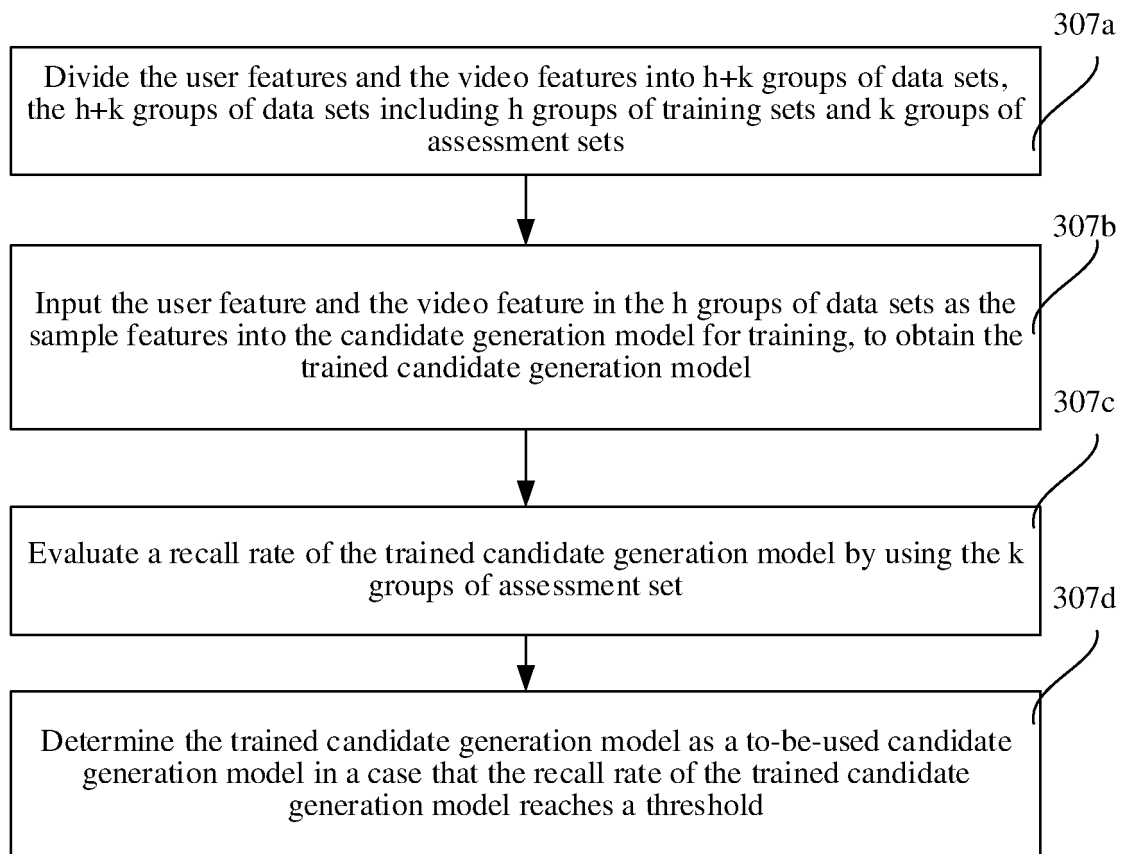 307a
Divide the user features and the video features into h+k groups of data sets,
the h+k groups of data sets including h groups of training sets and k groups of
assessment sets
307b
Input the user feature and the video feature in the h groups of data sets as the
sample features into the candidate generation model for training, to obtain the
trained candidate generation model
307c
Evaluate a recall rate of the trained candidate generation model by using the k
groups of assessment set
307d
Determine the trained candidate generation model as a to-be-used candidate
generation model in a case that the recall rate of the trained candidate
generation model reaches a threshold